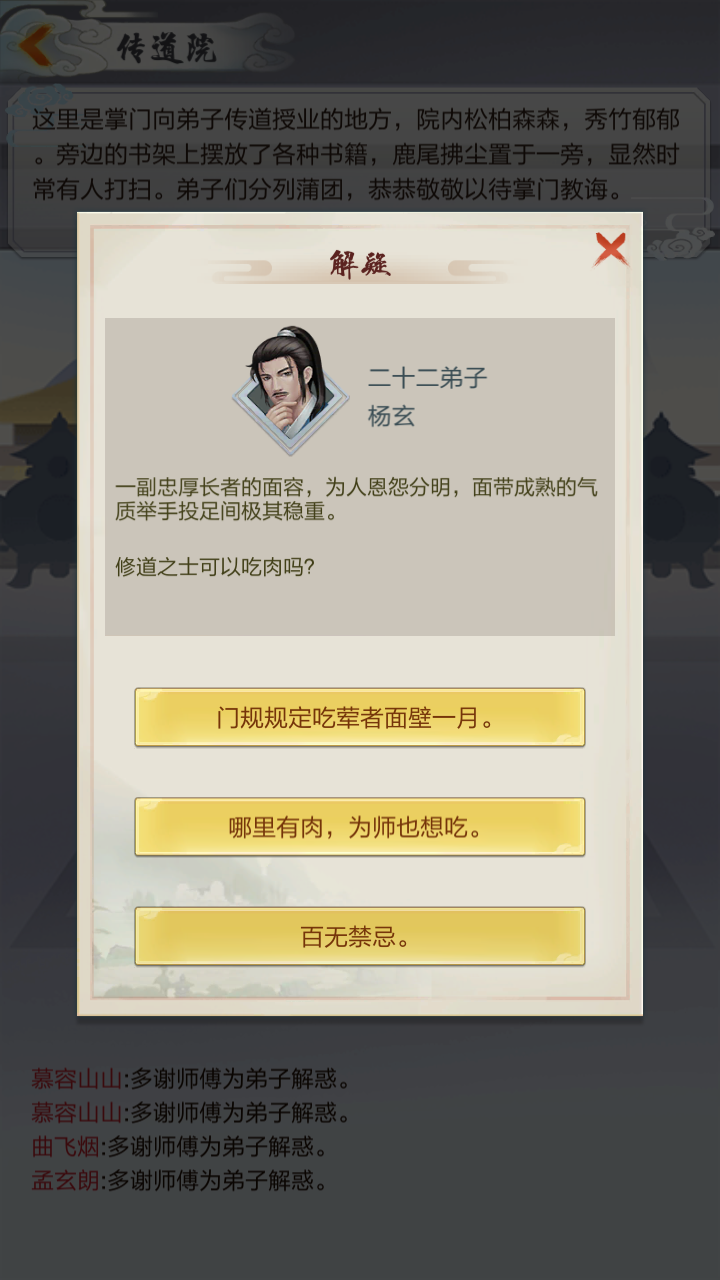 传道院
这里是掌门向弟子传道授业的地方，院内松柏森森，秀竹郁郁
。旁边的书架上摆放了各种书籍，鹿尾拂尘置于一旁，显然时
常有人打扫。弟子们分列蒲团，恭恭敬敬以待掌门教诲。
解疑
二十二弟子
杨玄
一副忠厚长者的面容，为人恩怨分明，面带成熟的气
质举手投足间极其稳重。
修道之士可以吃肉吗?
门规规定吃荤者面壁一月。
哪里有肉，为师也想吃。
百无禁忌。
慕容山山:多谢师傅为弟子解惑。
慕容山山:多谢师傅为弟子解惑。
曲飞烟:多谢师傅为弟子解惑。
孟玄朗:多谢师傅为弟子解惑。